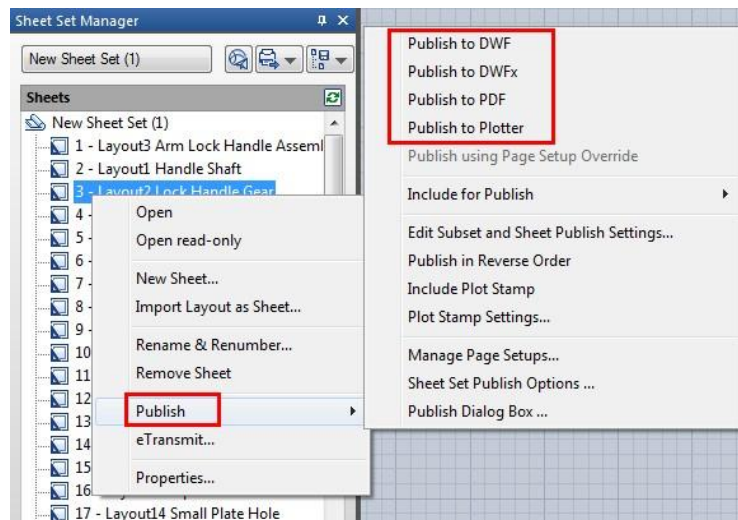 Sheet Set Manager
New Sheet Set (1)
Sheets
New Sheet Set (1)
1 - Layout3 Arm Lock Handle Assembl
2 - Layout1 Handle Shaft
3 - Layout2 Lock Handle Gear
4 -
5 -
6 -
7 -
8 -
9 -
10
11
12
13
14
15
16
17 - Layout14 Small Plate Hole
Open
Open read-only
New Sheet...
Import Layout as Sheet...
Rename & Renumber...
Remove Sheet
Publish
eTransmit...
Properties...
Publish to DWF
Publish to DWFx
Publish to PDF
Publish to Plotter
Publish using Page Setup Override
Include for Publish
Edit Subset and Sheet Publish Settings...
Publish in Reverse Order
Include Plot Stamp
Plot Stamp Settings...
Manage Page Setups...
Sheet Set Publish Options ...
Publish Dialog Box ...